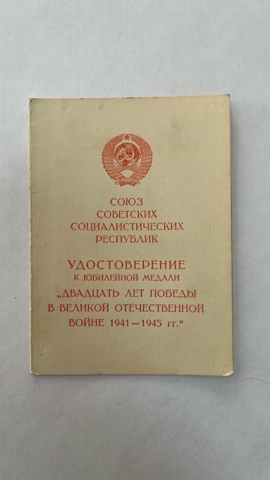 СОЮЗ
СОВЕТСКИХ
СОЦИАЛИСТИЧЕСКИХ
РЕСПУБЛИК
УДОСТОВЕРЕНИЕ
К ЮБИЛЕЙНОЙ МЕДАЛИ
„ДВАДЦАТЬ ЛЕТ ПОБЕДЫ
В ВЕЛИКОЙ ОТЕЧЕСТВЕННОЙ
ВОЙНЕ 1941—1945 гг."